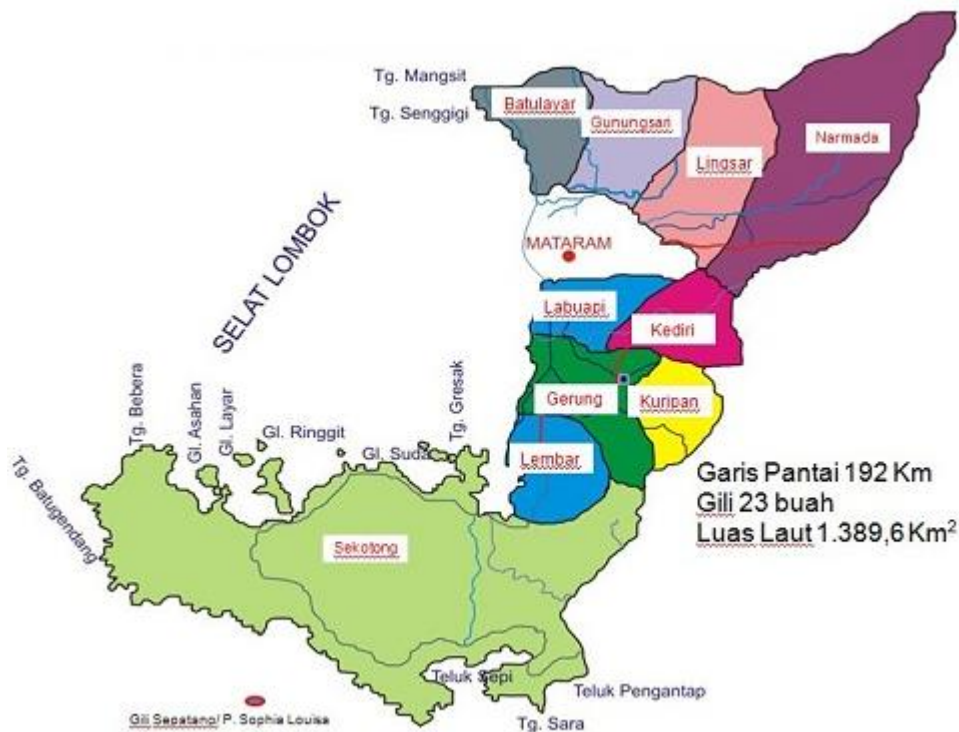 Tg. Mangsit
Tg. Senggigi
Batulayar
Gunungsari
Lingsar
Narmada
SELAT LOMBOK
MATARAM
Labuapi
Kediri
Gerung
Kuripan
Lembar
Tg. Bebera
Gl. Asahan
Gl. Layar
Gl. Ringgit
Gl. Suda
Tg. Gresak
Tg. Batugendang
Sekotong
Garis Pantai 192 Km
Gili 23 buah
Luas Laut 1.389,6 Km²
Teluk Sepi
Teluk Pengantap
Tg. Sara
Gili Sepatang/ P. Sophia Louisa